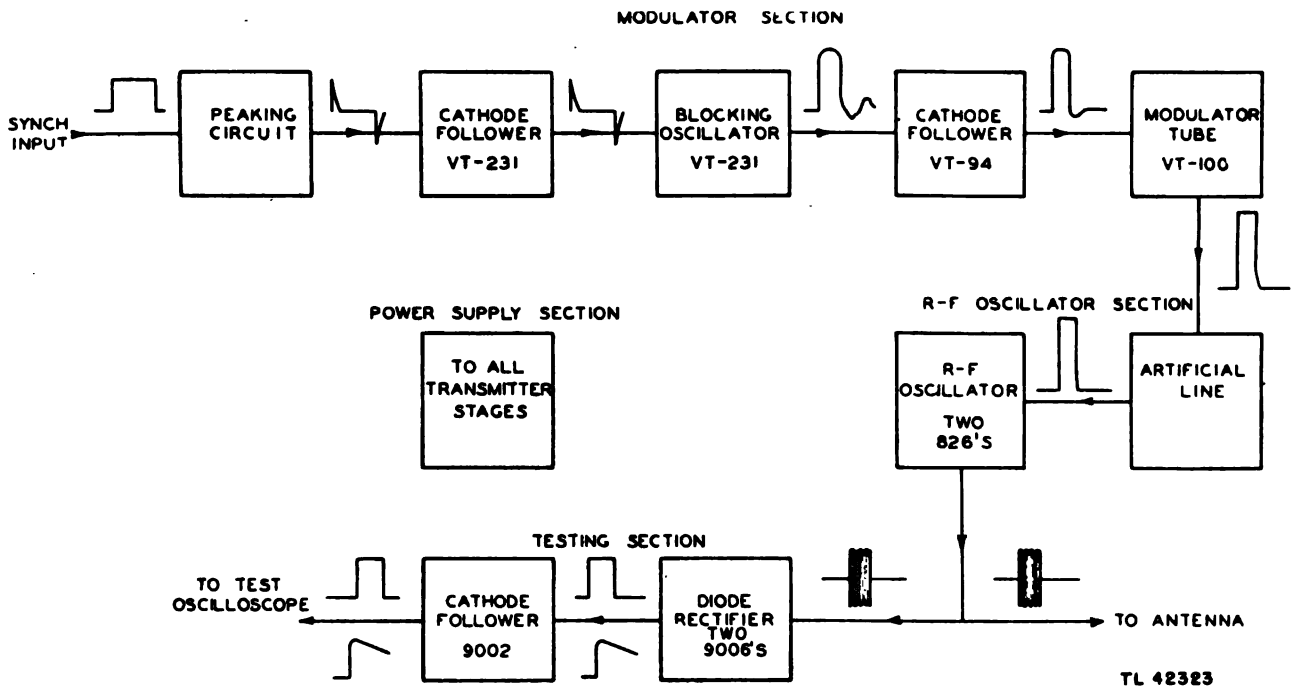 MODULATOR SECTION
SYNCH
INPUT
PEAKING
CIRCUIT
CATHODE
FOLLOWER
VT-231
BLOCKING
OSCILLATOR
VT-231
CATHODE
FOLLOWER
VT-94
MODULATOR
TUBE
VT-100
POWER SUPPLY SECTION
TO ALL
TRANSMITTER
STAGES
R-F OSCILLATOR SECTION
R-F
OSCILLATOR
TWO
826'S
ARTIFICIAL
LINE
TESTING SECTION
TO TEST
OSCILLOSCOPE
CATHODE
FOLLOWER
9002
DIODE
RECTIFIER
TWO
9006'S
TO ANTENNA
TL 42323